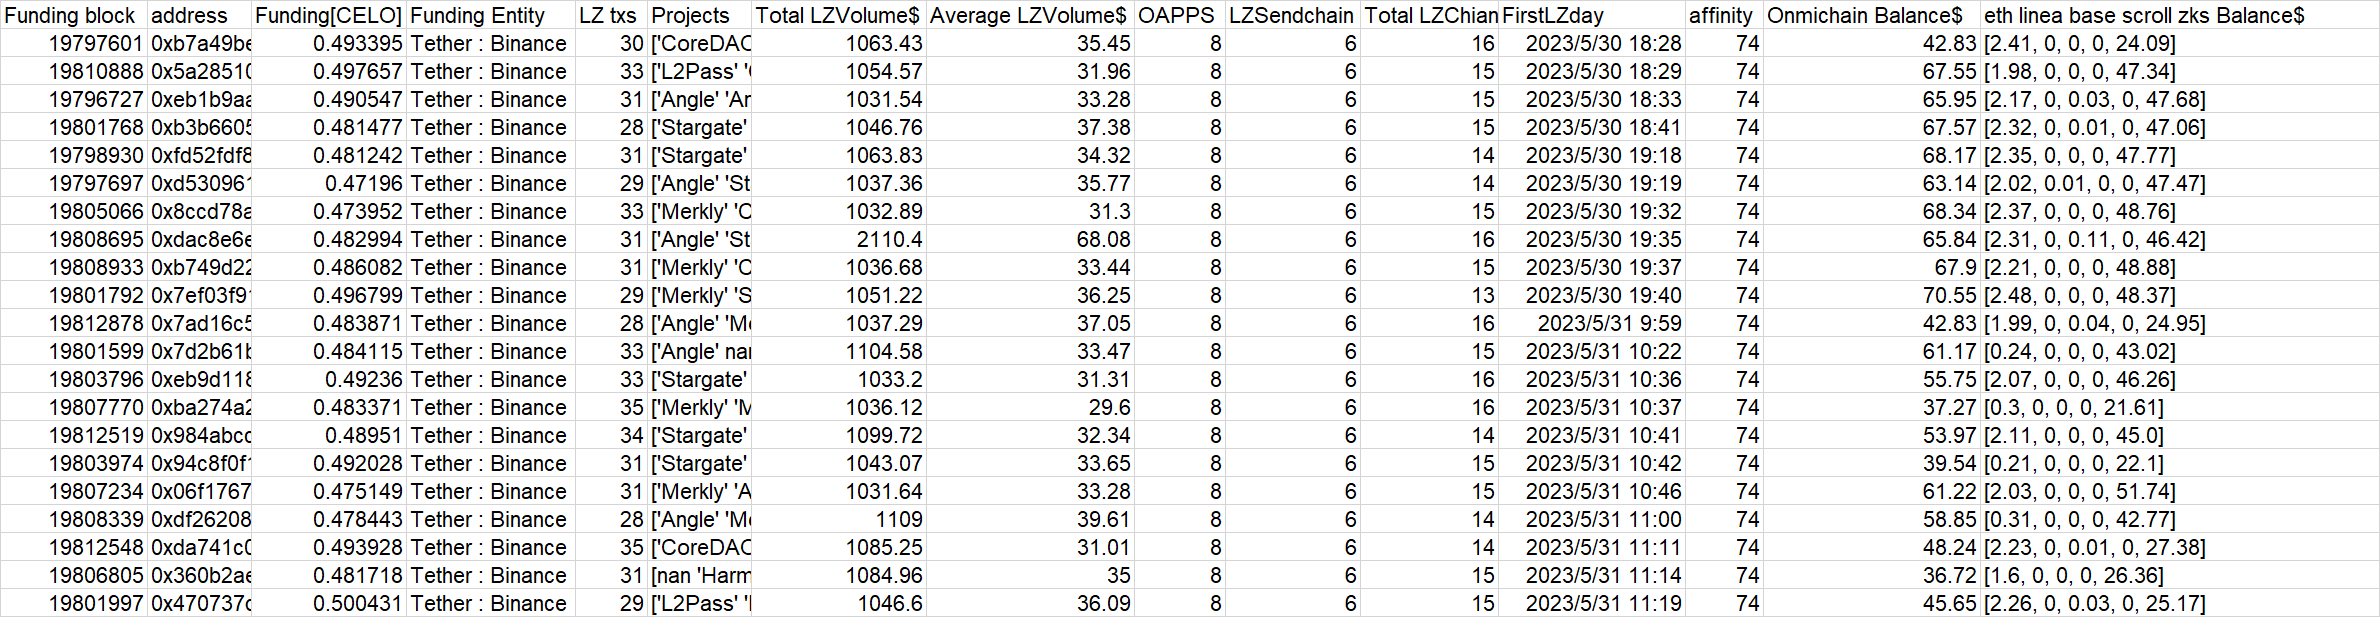 Funding block address Funding[CELO] Funding Entity LZ txs Projects Total LZVolume$ Average LZVolume$ OAPPS LZSendchain Total LZChian FirstLZday affinity Onmichain Balance$ eth linea base scroll zks Balance$
19797601 0xb7a49be 0.493395 Tether : Binance 30 ['CoreDAC 1063.43 35.45 8 6 16 2023/5/30 18:28 74 42.83 [2.41, 0, 0, 0, 24.09]
19810888 0x5a28510 0.497657 Tether : Binance 33 ['L2Pass' 1054.57 31.96 8 6 15 2023/5/30 18:29 74 67.55 [1.98, 0, 0, 0, 47.34]
19796727 0xeb1b9aa 0.490547 Tether : Binance 31 ['Angle' 'Ar 1031.54 33.28 8 6 15 2023/5/30 18:33 74 65.95 [2.17, 0, 0.03, 0, 47.68]
19801768 0xb3b6605 0.481477 Tether : Binance 28 ['Stargate' 1046.76 37.38 8 6 15 2023/5/30 18:41 74 67.57 [2.32, 0, 0.01, 0, 47.06]
19798930 0xfd52fdf8 0.481242 Tether : Binance 31 ['Stargate' 1063.83 34.32 8 6 14 2023/5/30 19:18 74 68.17 [2.35, 0, 0, 0, 47.77]
19797697 0xd530961 0.47196 Tether : Binance 29 ['Angle' 'St 1037.36 35.77 8 6 14 2023/5/30 19:19 74 63.14 [2.02, 0.01, 0, 0, 47.47]
19805066 0x8ccd78a 0.473952 Tether : Binance 33 ['Merkly' 'C 1032.89 31.3 8 6 15 2023/5/30 19:32 74 68.34 [2.37, 0, 0, 0, 48.76]
19808695 0xdac8e6e 0.482994 Tether : Binance 31 ['Angle' 'St 2110.4 68.08 8 6 16 2023/5/30 19:35 74 65.84 [2.31, 0, 0.11, 0, 46.42]
19808933 0xb749d22 0.486082 Tether : Binance 31 ['Merkly' 'C 1036.68 33.44 8 6 15 2023/5/30 19:37 74 67.9 [2.21, 0, 0, 0, 48.88]
19801792 0x7ef03f91 0.496799 Tether : Binance 29 ['Merkly' 'S 1051.22 36.25 8 6 13 2023/5/30 19:40 74 70.55 [2.48, 0, 0, 0, 48.37]
19812878 0x7ad16c5 0.483871 Tether : Binance 28 ['Angle' 'Me 1037.29 37.05 8 6 16 2023/5/31 9:59 74 42.83 [1.99, 0, 0.04, 0, 24.95]
19801599 0x7d2b61b 0.484115 Tether : Binance 33 ['Angle' nar 1104.58 33.47 8 6 15 2023/5/31 10:22 74 61.17 [0.24, 0, 0, 0, 43.02]
19803796 0xeb9d118 0.49236 Tether : Binance 33 ['Stargate' 1033.2 31.31 8 6 16 2023/5/31 10:36 74 55.75 [2.07, 0, 0, 0, 46.26]
19807770 0xba274a2 0.483371 Tether : Binance 35 ['Merkly' 'M 1036.12 29.6 8 6 16 2023/5/31 10:37 74 37.27 [0.3, 0, 0, 0, 21.61]
19812519 0x984abcc 0.48951 Tether : Binance 34 ['Stargate' 1099.72 32.34 8 6 14 2023/5/31 10:41 74 53.97 [2.11, 0, 0, 0, 45.0]
19803974 0x94c8f0f1 0.492028 Tether : Binance 31 ['Stargate' 1043.07 33.65 8 6 15 2023/5/31 10:42 74 39.54 [0.21, 0, 0, 0, 22.1]
19807234 0x06f1767 0.475149 Tether : Binance 31 ['Merkly' 'A 1031.64 33.28 8 6 15 2023/5/31 10:46 74 61.22 [2.03, 0, 0, 0, 51.74]
19808339 0xdf26208 0.478443 Tether : Binance 28 ['Angle' 'Me 1109 39.61 8 6 14 2023/5/31 11:00 74 58.85 [0.31, 0, 0, 0, 42.77]
19812548 0xda741c0 0.493928 Tether : Binance 35 ['CoreDAC 1085.25 31.01 8 6 14 2023/5/31 11:11 74 48.24 [2.23, 0, 0.01, 0, 27.38]
19806805 0x360b2ae 0.481718 Tether : Binance 31 [nan 'Harm 1084.96 35 8 6 15 2023/5/31 11:14 74 36.72 [1.6, 0, 0, 0, 26.36]
19801997 0x470737c 0.500431 Tether : Binance 29 ['L2Pass' 1046.6 36.09 8 6 15 2023/5/31 11:19 74 45.65 [2.26, 0, 0.03, 0, 25.17]